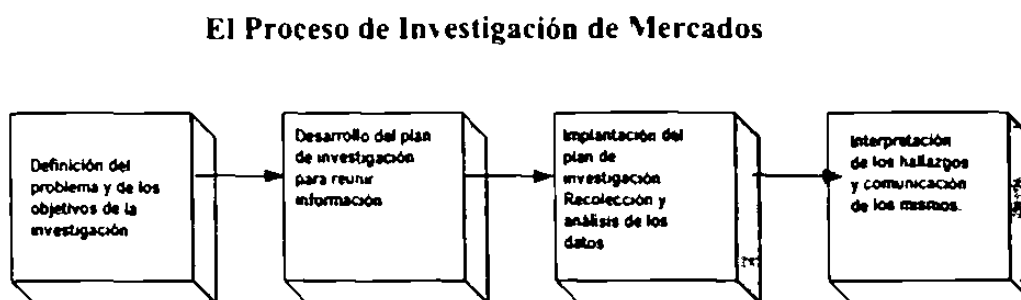 El Proceso de Investigación de Mercados
Definición del
problema y de los
objetivos de la
investigación
Desarrollo del plan
de investigación
para reunir
información
Implantación del
plan de
investigación
Recolección y
análisis de los
datos
Interpretación
de los hallazgos
y comunicación
de los mismos.